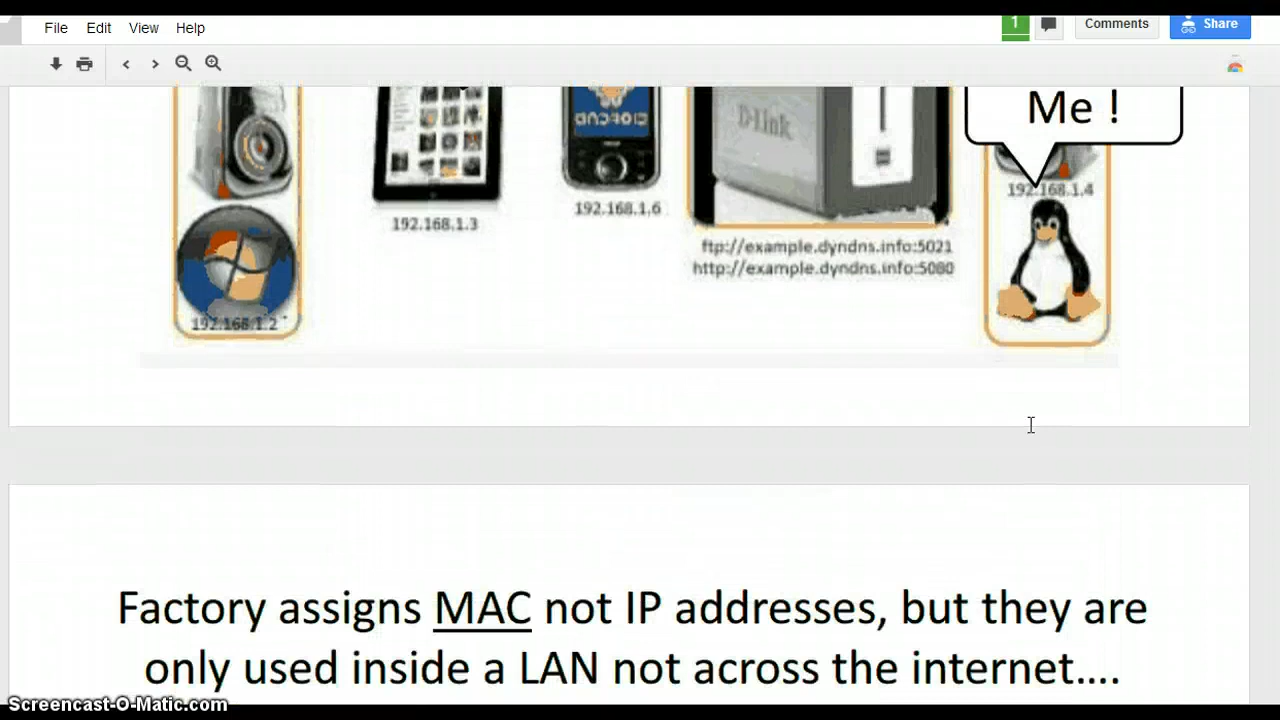 File Edit View Help
1
Comments
Share
Me !
D-Link
ANDROID
192.168.1.4
192.168.1.3
192.168.1.6
ftp://example.dyndns.info:5021
http://example.dyndns.info:5080
192.168.1.2
Factory assigns MAC not IP addresses, but they are
only used inside a LAN not across the internet....
Screencast-O-Matic.com